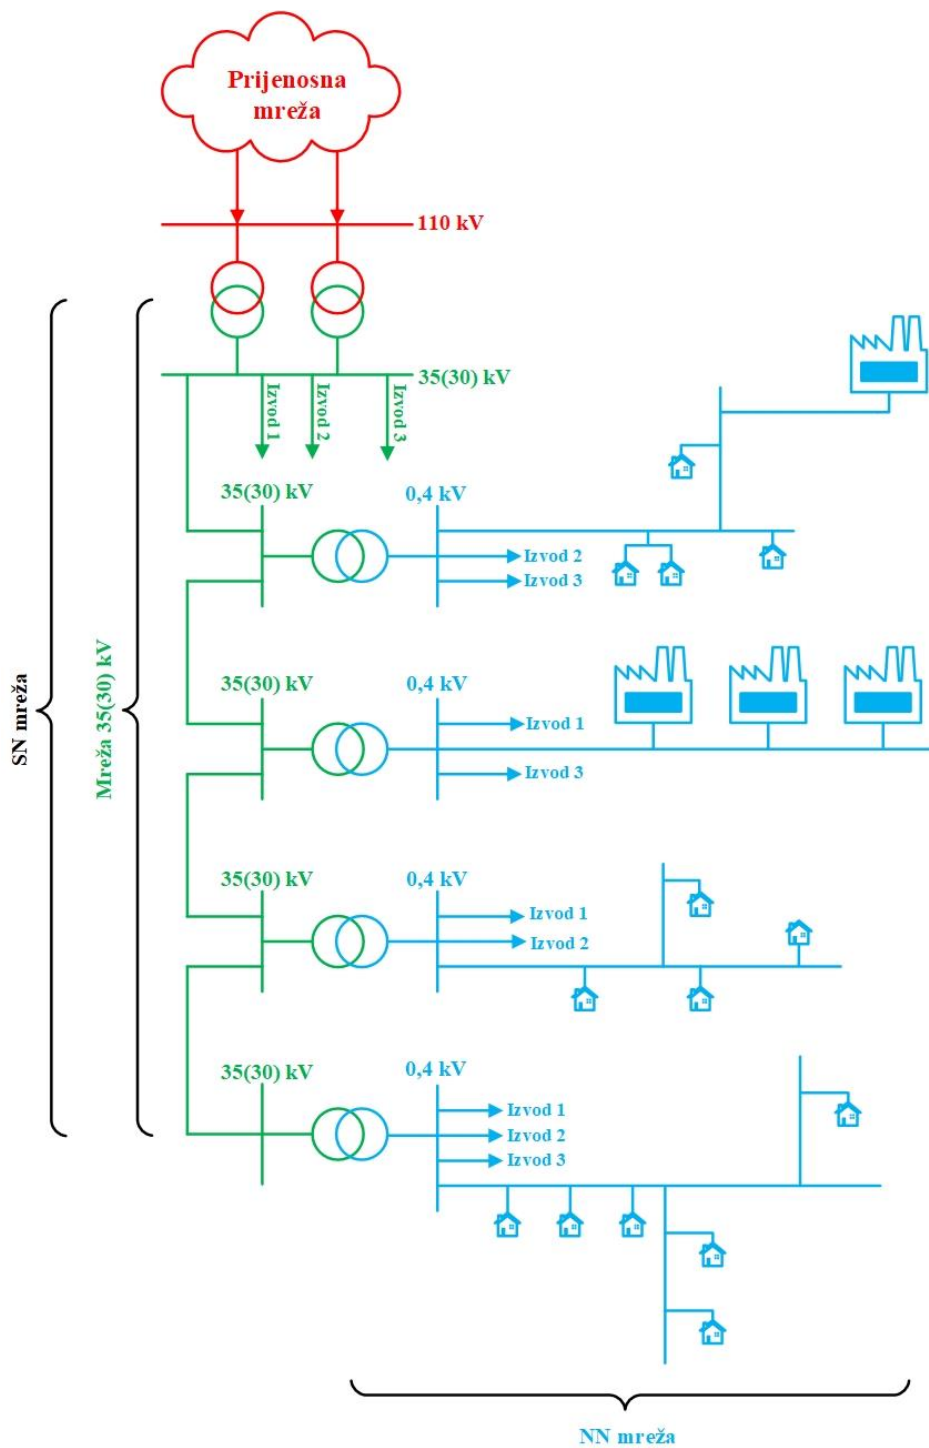 Prijenosna
mreža
110 kV
35(30) kV
Izvod 1
Izvod 2
Izvod 3
35(30) kV
0,4 kV
Izvod 2
Izvod 3
SN mreža
Mreža 35(30) kV
35(30) kV
0,4 kV
Izvod 1
Izvod 3
35(30) kV
0,4 kV
Izvod 1
Izvod 2
35(30) kV
0,4 kV
Izvod 1
Izvod 2
Izvod 3
NN mreža